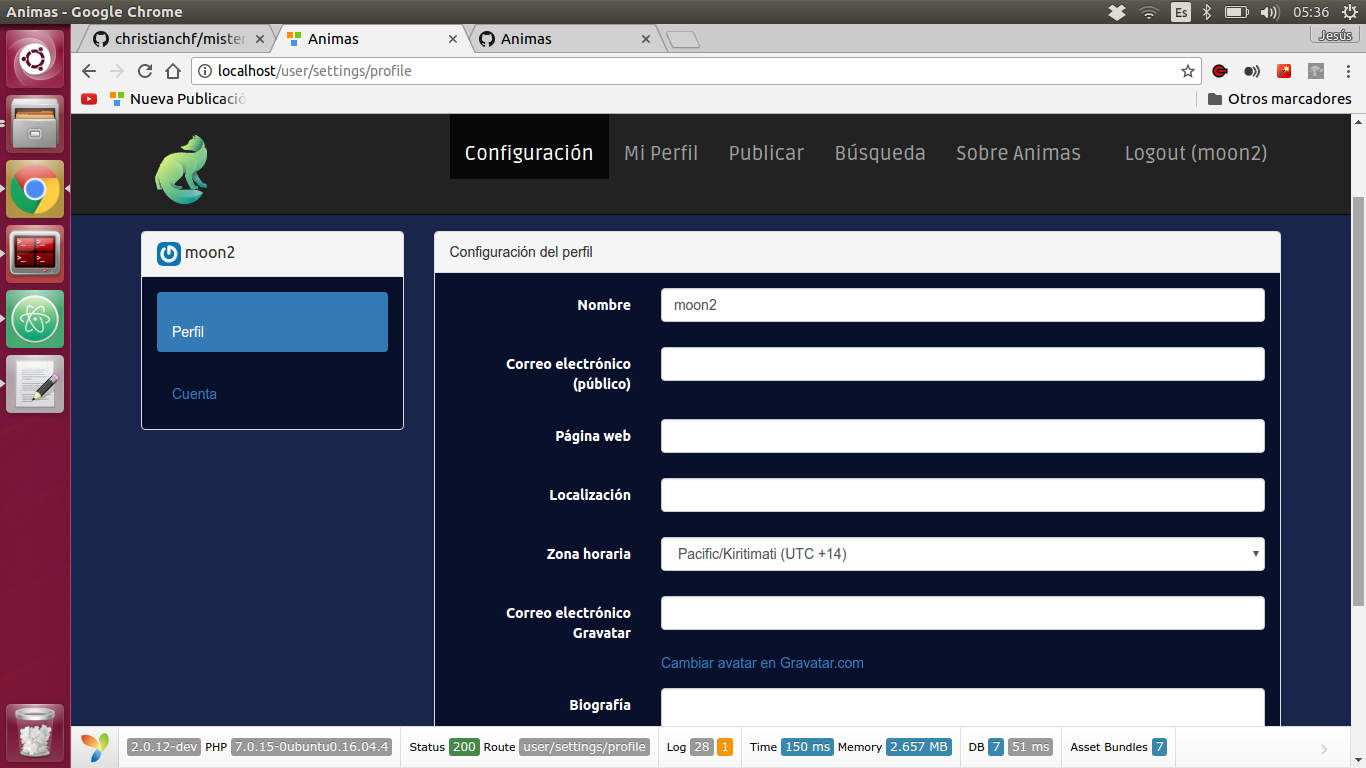 Animas - Google Chrome
Es
05:36
christianchf/mister
Animas
Animas
Jesús
localhost/user/settings/profile
Nueva Publicació
Otros marcadores
Configuración Mi Perfil Publicar Búsqueda Sobre Animas Logout (moon2)
moon2
Perfil
Cuenta
Configuración del perfil
Nombre
moon2
Correo electrónico
(público)
Página web
Localización
Zona horaria
Pacific/Kiritimati (UTC +14)
Correo electrónico
Gravatar
Cambiar avatar en Gravatar.com
Biografía
2.0.12-dev PHP 7.0.15-0ubuntu0.16.04.4 Status 200 Route user/settings/profile Log 28 1 Time 150 ms Memory 2.657 MB DB 7 51 ms Asset Bundles 7